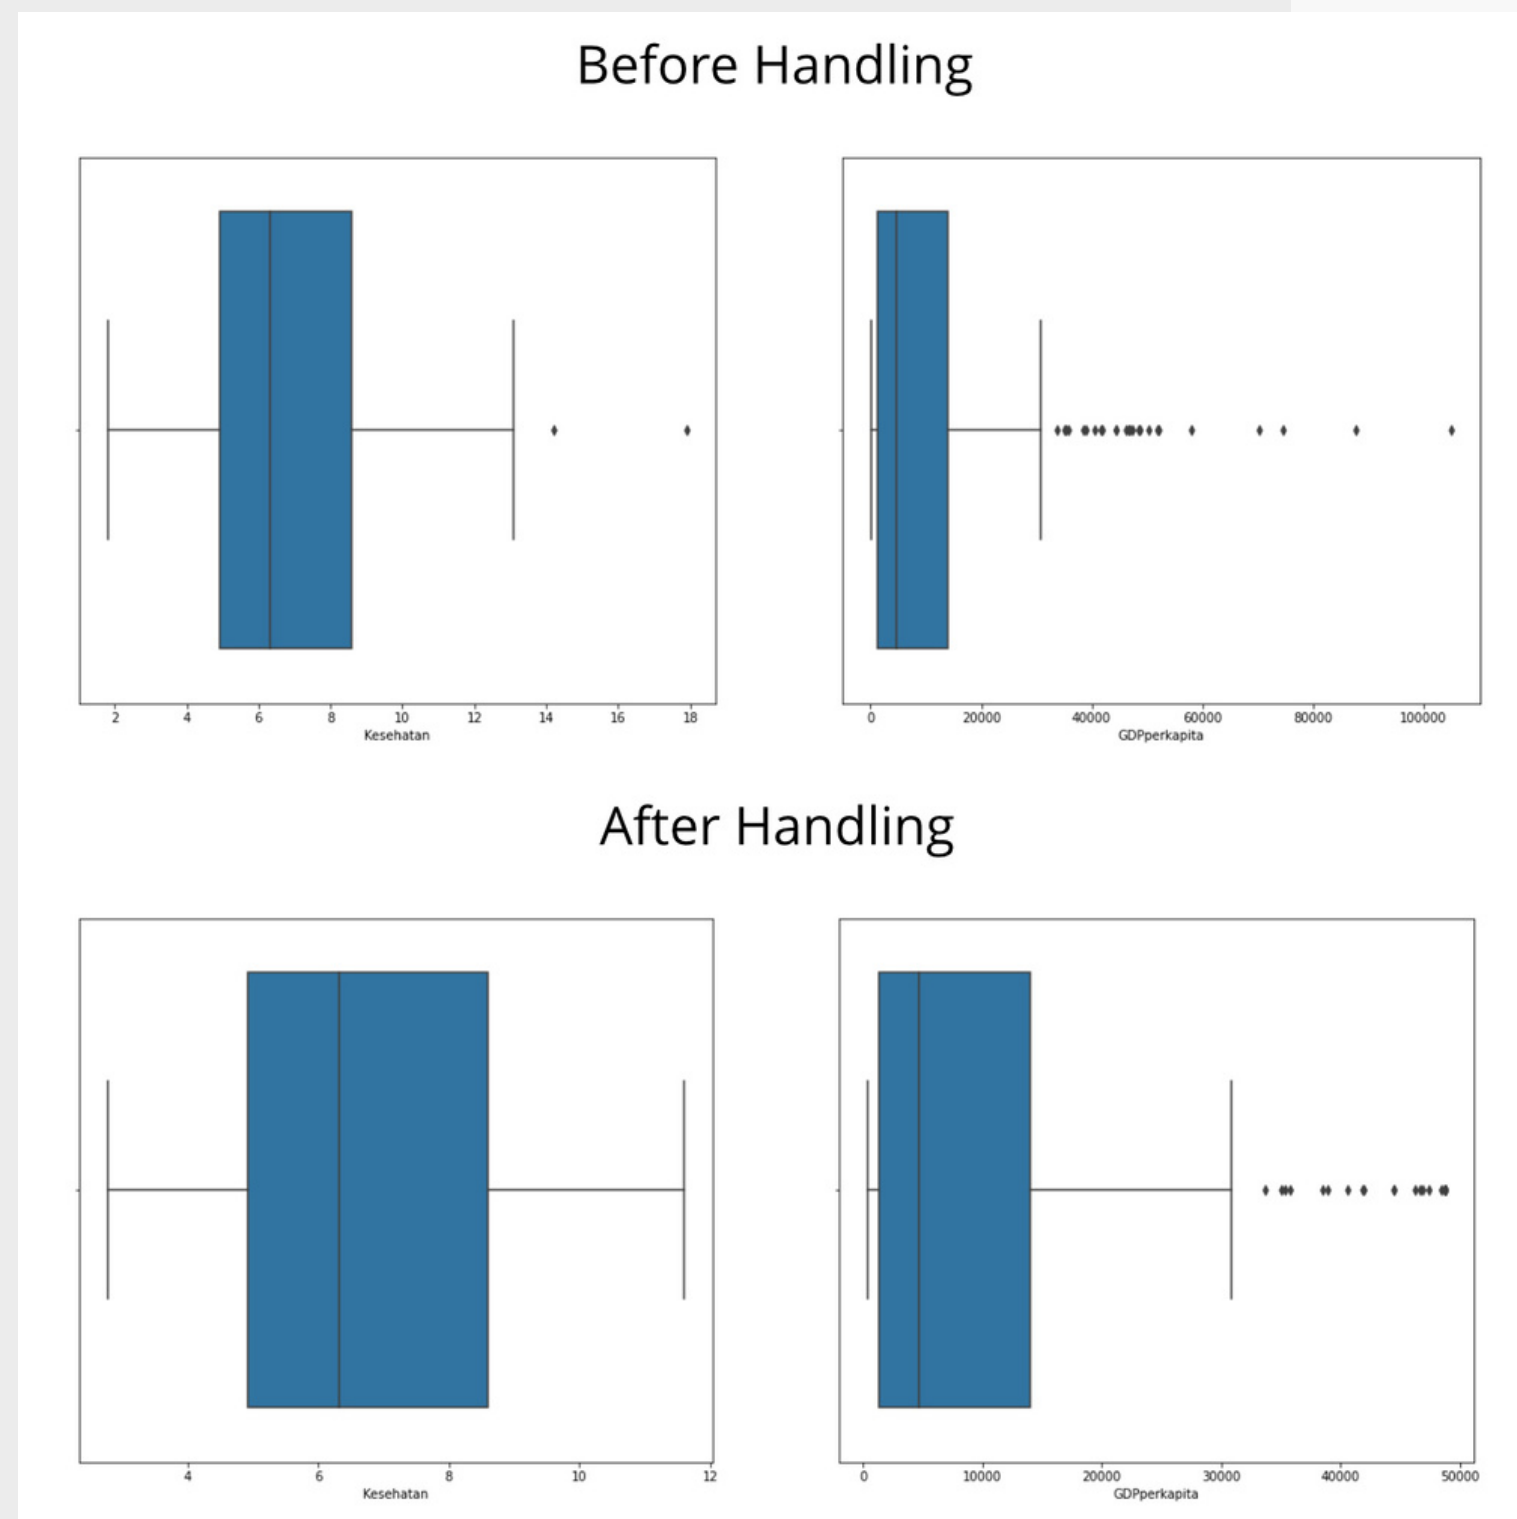 Before Handling
2 4 6 8 10 12 14 16 18
Kesehatan
0 20000 40000 60000 80000 100000
GDPperkapita
After Handling
4 6 8 10 12
Kesehatan
0 10000 20000 30000 40000 50000
GDPperkapita